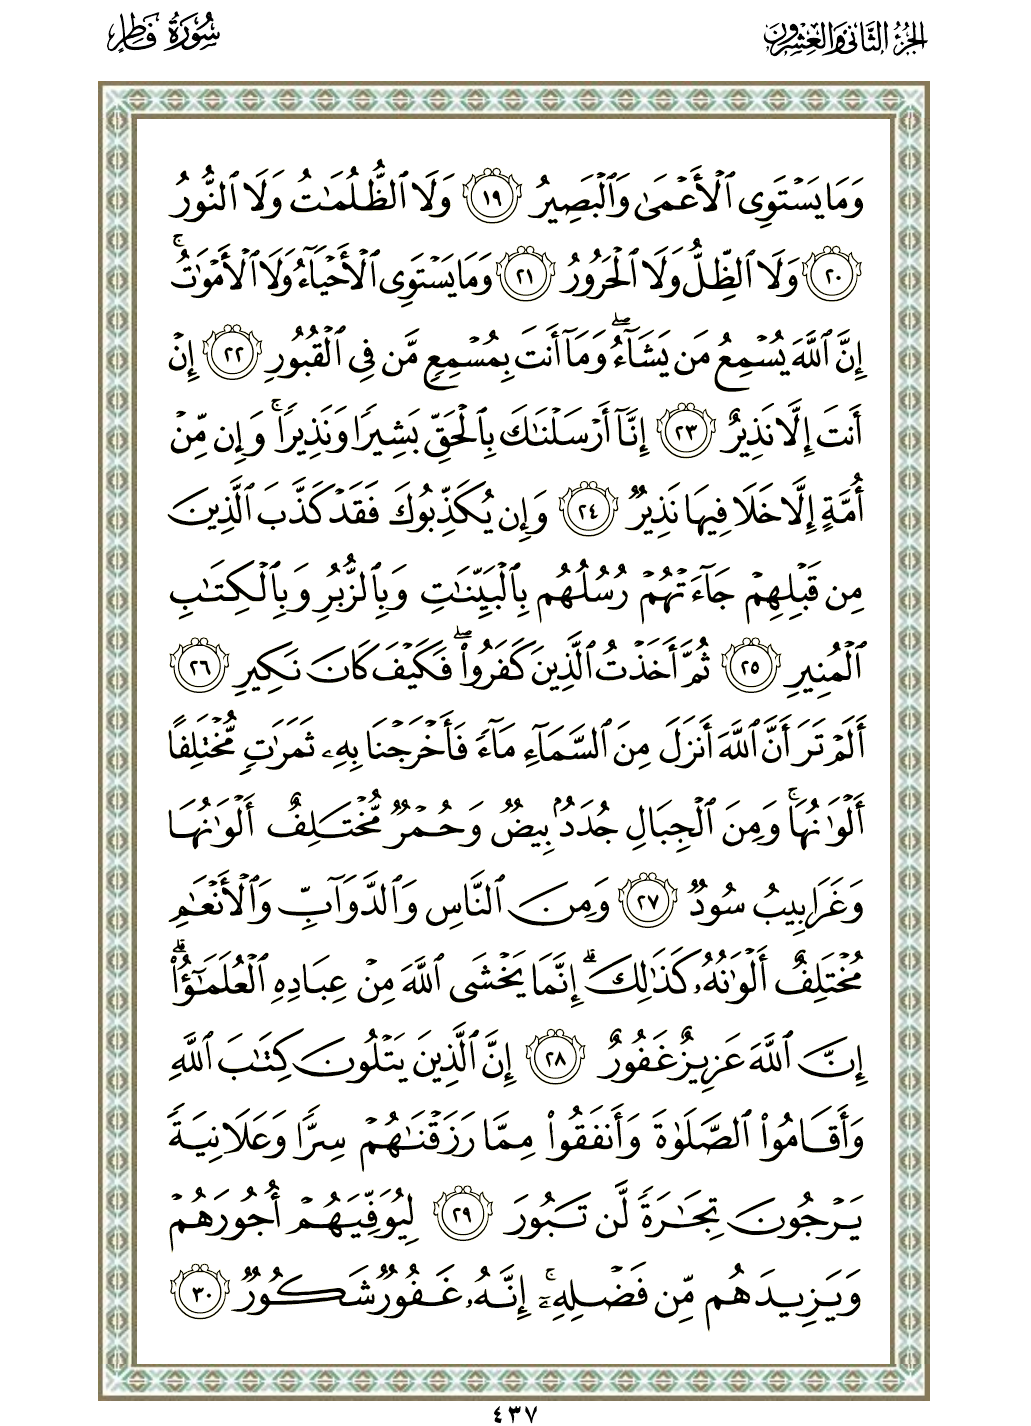 الجزء الثاني والعشرون
سورة فاطر
وَمَا يَسْتَوِى ٱلْأَعْمَىٰ وَٱلْبَصِيرُ ١٩ وَلَا ٱلظُّلُمَـٰتُ وَلَا ٱلنُّورُ
٢٠ وَلَا ٱلظِّلُّ وَلَا ٱلْحَرُورُ ٢١ وَمَا يَسْتَوِى ٱلْأَحْيَآءُ وَلَا ٱلْأَمْوَٰتُ ۚ
إِنَّ ٱللَّهَ يُسْمِعُ مَن يَشَآءُ ۖ وَمَآ أَنتَ بِمُسْمِعٍ مَّن فِى ٱلْقُبُورِ ٢٢ إِنْ
أَنتَ إِلَّا نَذِيرٌ ٢٣ إِنَّآ أَرْسَلْنَـٰكَ بِٱلْحَقِّ بَشِيرًا وَنَذِيرًا ۚ وَإِن مِّنْ
أُمَّةٍ إِلَّا خَلَا فِيهَا نَذِيرٌ ٢٤ وَإِن يُكَذِّبُوكَ فَقَدْ كَذَّبَ ٱلَّذِينَ
مِن قَبْلِهِمْ جَآءَتْهُمْ رُسُلُهُم بِٱلْبَيِّنَـٰتِ وَبِٱلزُّبُرِ وَبِٱلْكِتَـٰبِ
ٱلْمُنِيرِ ٢٥ ثُمَّ أَخَذْتُ ٱلَّذِينَ كَفَرُوا۟ ۖ فَكَيْفَ كَانَ نَكِيرِ ٢٦
أَلَمْ تَرَ أَنَّ ٱللَّهَ أَنزَلَ مِنَ ٱلسَّمَآءِ مَآءً فَأَخْرَجْنَا بِهِۦ ثَمَرَٰتٍ مُّخْتَلِفًا
أَلْوَٰنُهَا ۚ وَمِنَ ٱلْجِبَالِ جُدَدٌۢ بِيضٌ وَحُمْرٌ مُّخْتَلِفٌ أَلْوَٰنُهَا
وَغَرَابِيبُ سُودٌ ٢٧ وَمِنَ ٱلنَّاسِ وَٱلدَّوَآبِّ وَٱلْأَنْعَـٰمِ
مُخْتَلِفٌ أَلْوَٰنُهُۥ كَذَٰلِكَ ۗ إِنَّمَا يَخْشَى ٱللَّهَ مِنْ عِبَادِهِ ٱلْعُلَمَـٰٓؤُا۟ ۗ
إِنَّ ٱللَّهَ عَزِيزٌ غَفُورٌ ٢٨ إِنَّ ٱلَّذِينَ يَتْلُونَ كِتَـٰبَ ٱللَّهِ
وَأَقَامُوا۟ ٱلصَّلَوٰةَ وَأَنفَقُوا۟ مِمَّا رَزَقْنَـٰهُمْ سِرًّا وَعَلَانِيَةً
يَرْجُونَ تِجَـٰرَةً لَّن تَبُورَ ٢٩ لِيُوَفِّيَهُمْ أُجُورَهُمْ
وَيَزِيدَهُم مِّن فَضْلِهِۦٓ ۚ إِنَّهُۥ غَفُورٌ شَكُورٌ ٣٠
٤٣٧